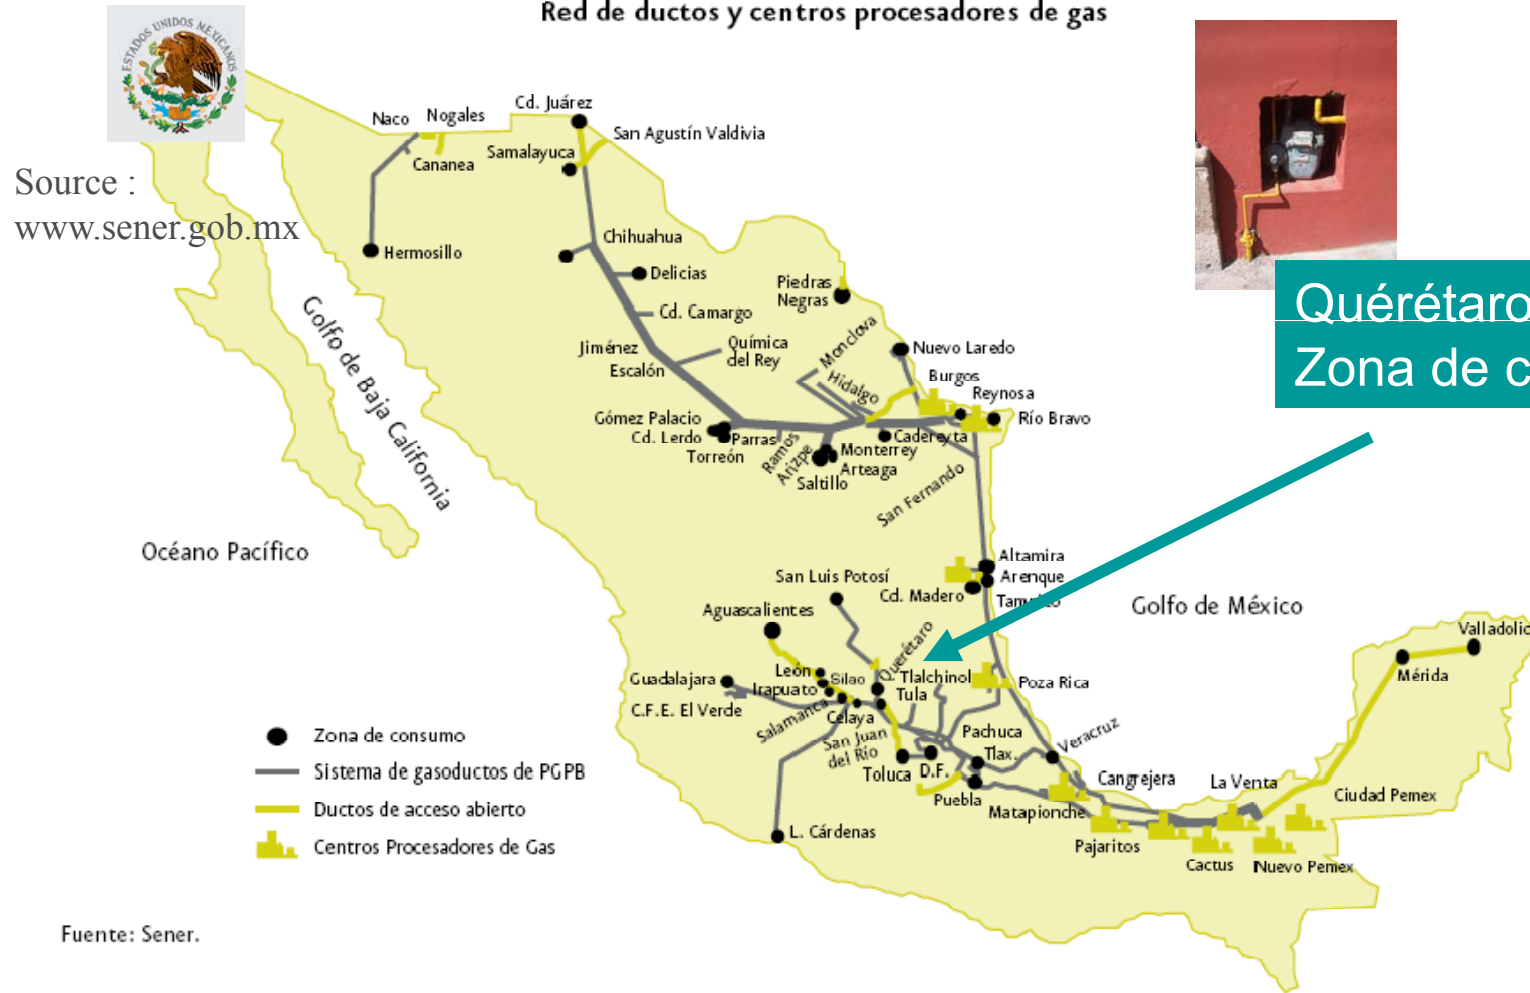 Red de ductos y centros procesadores de gas
ESTADOS UNIDOS MEXICANOS
Source :
www.sener.gob.mx
Quérétaro
Zona de c
Naco
Nogales
Cananea
Hermosillo
Cd. Juárez
San Agustín Valdivia
Samalayuca
Chihuahua
Delicias
Cd. Camargo
Química
del Rey
Jiménez
Escalón
Piedras
Negras
Monclova
Hidalgo
Nuevo Laredo
Burgos
Reynosa
Río Bravo
Gómez Palacio
Cd. Lerdo
Torreón
Parras
Ramos
Arizpe
Saltillo
Monterrey
Arteaga
Cadereyta
San Fernando
Golfo de Baja California
Océano Pacífico
Golfo de México
Altamira
Arenque
Cd. Madero
Tampico
San Luis Potosí
Aguascalientes
León
Silao
Irapuato
Guadalajara
C.F.E. El Verde
Salamanca
Celaya
Querétaro
San Juan
del Río
Tlalchinol
Tula
Poza Rica
Pachuca
Tlax.
Toluca
D.F.
Puebla
Veracruz
Matapionche
Cangrejera
La Venta
Ciudad Pemex
Pajaritos
Cactus
Nuevo Pemex
Mérida
Valladolid
L. Cárdenas
Zona de consumo
Sistema de gasoductos de PGPB
Ductos de acceso abierto
Centros Procesadores de Gas
Fuente: Sener.